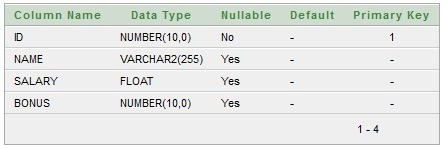 Column Name Data Type Nullable Default Primary Key
ID NUMBER(10,0) No - 1
NAME VARCHAR2(255) Yes - -
SALARY FLOAT Yes - -
BONUS NUMBER(10,0) Yes - -
1 - 4